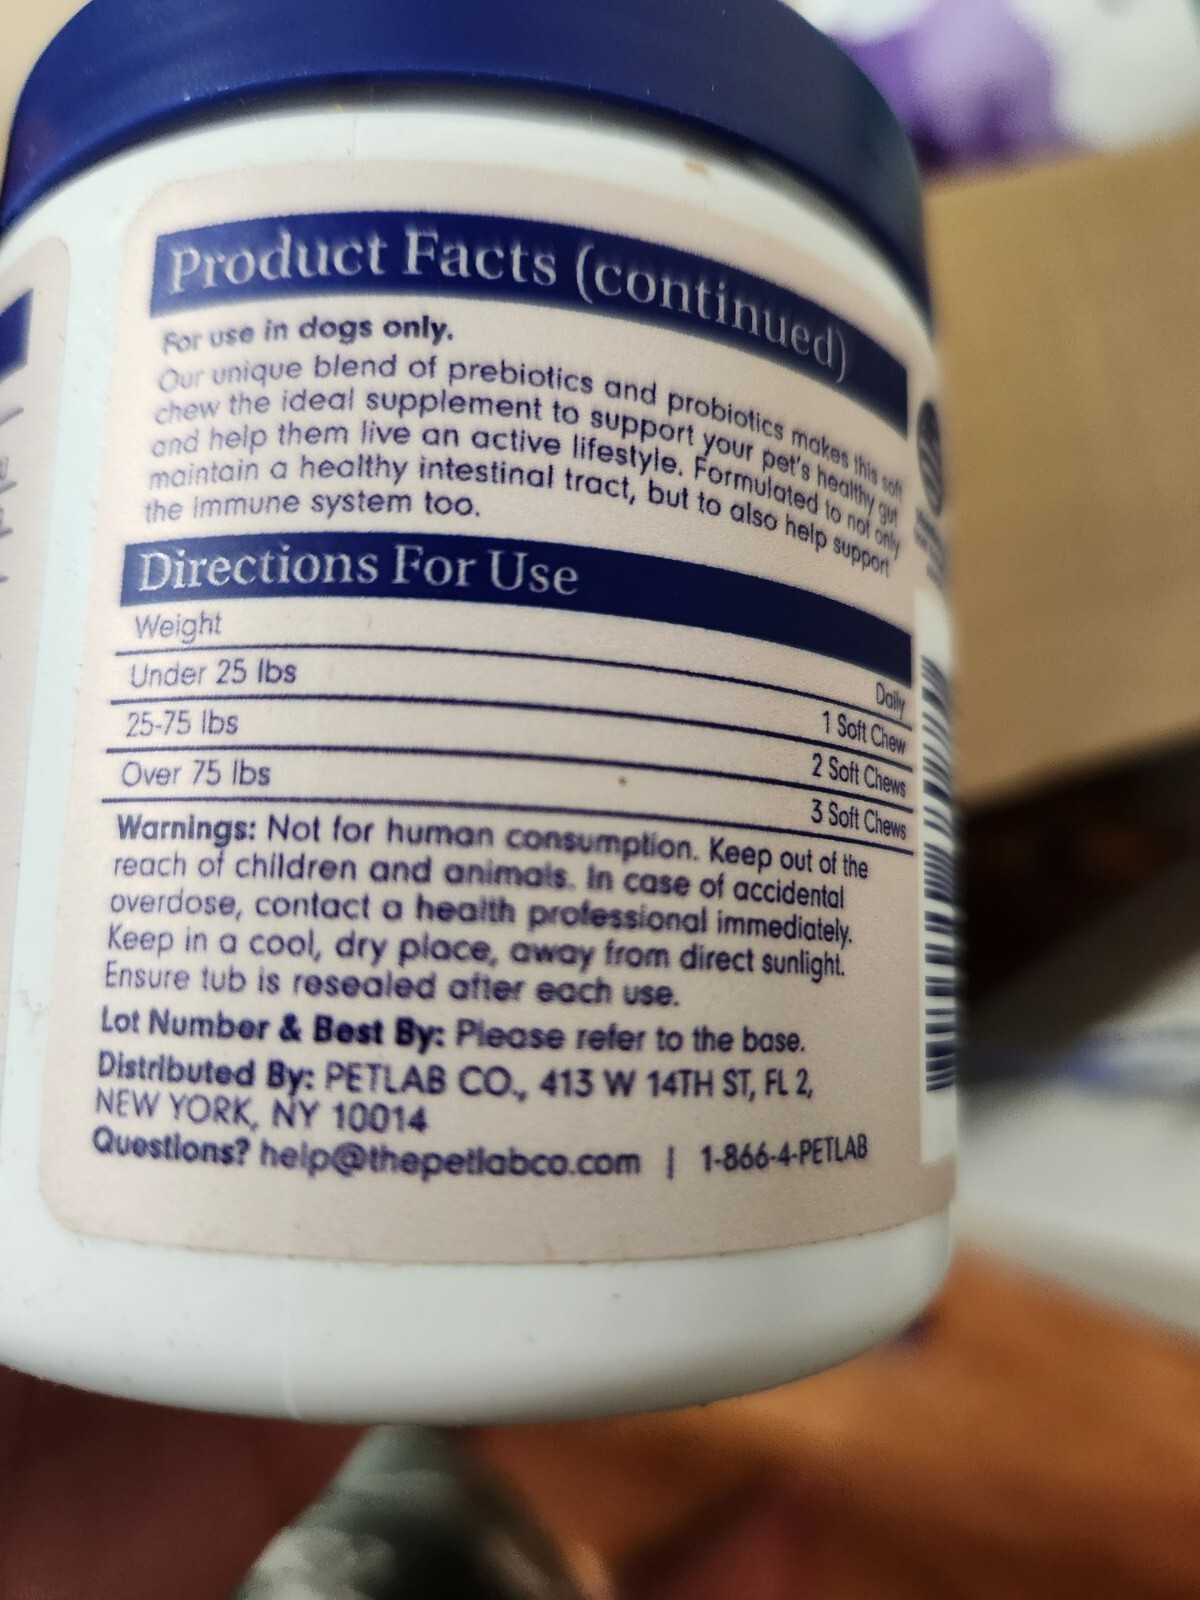 Product Facts (continued)
For use in dogs only.
Our unique blend of prebiotics and probiotics makes this soft
chew the ideal supplement to support your pet's healthy gut
and help them live an active lifestyle. Formulated to not only
maintain a healthy intestinal tract, but to also help support
the immune system too.
Directions For Use
Weight Daily
Under 25 lbs 1 Soft Chew
25-75 lbs 2 Soft Chews
Over 75 lbs 3 Soft Chews
Warnings: Not for human consumption. Keep out of the
reach of children and animals. In case of accidental
overdose, contact a health professional immediately.
Keep in a cool, dry place, away from direct sunlight.
Ensure tub is resealed after each use.
Lot Number & Best By: Please refer to the base.
Distributed By: PETLAB CO., 413 W 14TH ST, FL 2,
NEW YORK, NY 10014
Questions? help@thepetlabco.com | 1-866-4-PETLAB